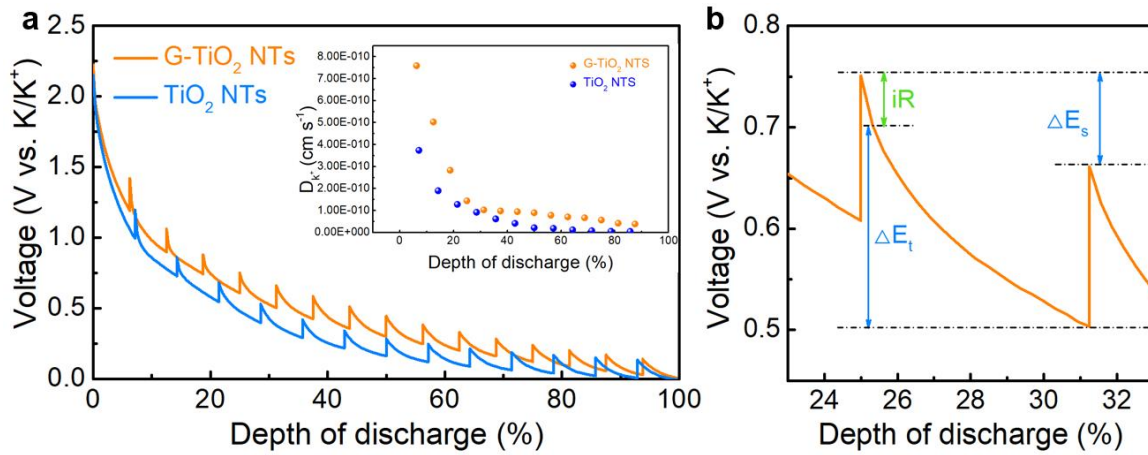 a
Voltage (V vs. K/K⁺)
2.5
2.0
1.5
1.0
0.5
0.0
G-TiO₂ NTs
TiO₂ NTs
0 20 40 60 80 100
Depth of discharge (%)
D_k⁺ (cm s⁻¹)
8.00E-010
7.00E-010
6.00E-010
5.00E-010
4.00E-010
3.00E-010
2.00E-010
1.00E-010
0.00E+000
G-TiO₂ NTS
TiO₂ NTS
0 20 40 60 80 100
Depth of discharge (%)
b
Voltage (V vs. K/K⁺)
0.8
0.7
0.6
0.5
iR
△E_s
△E_t
24 26 28 30 32
Depth of discharge (%)